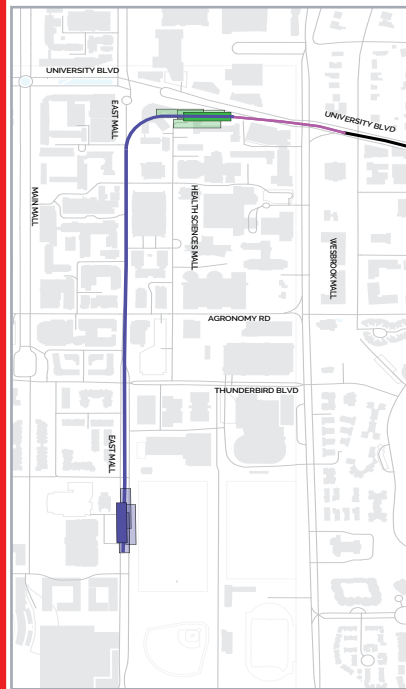 UNIVERSITY BLVD
EAST MALL
UNIVERSITY BLVD
MAIN MALL
HEALTH SCIENCES MALL
WESBROOK MALL
AGRONOMY RD
THUNDERBIRD BLVD
EAST MALL